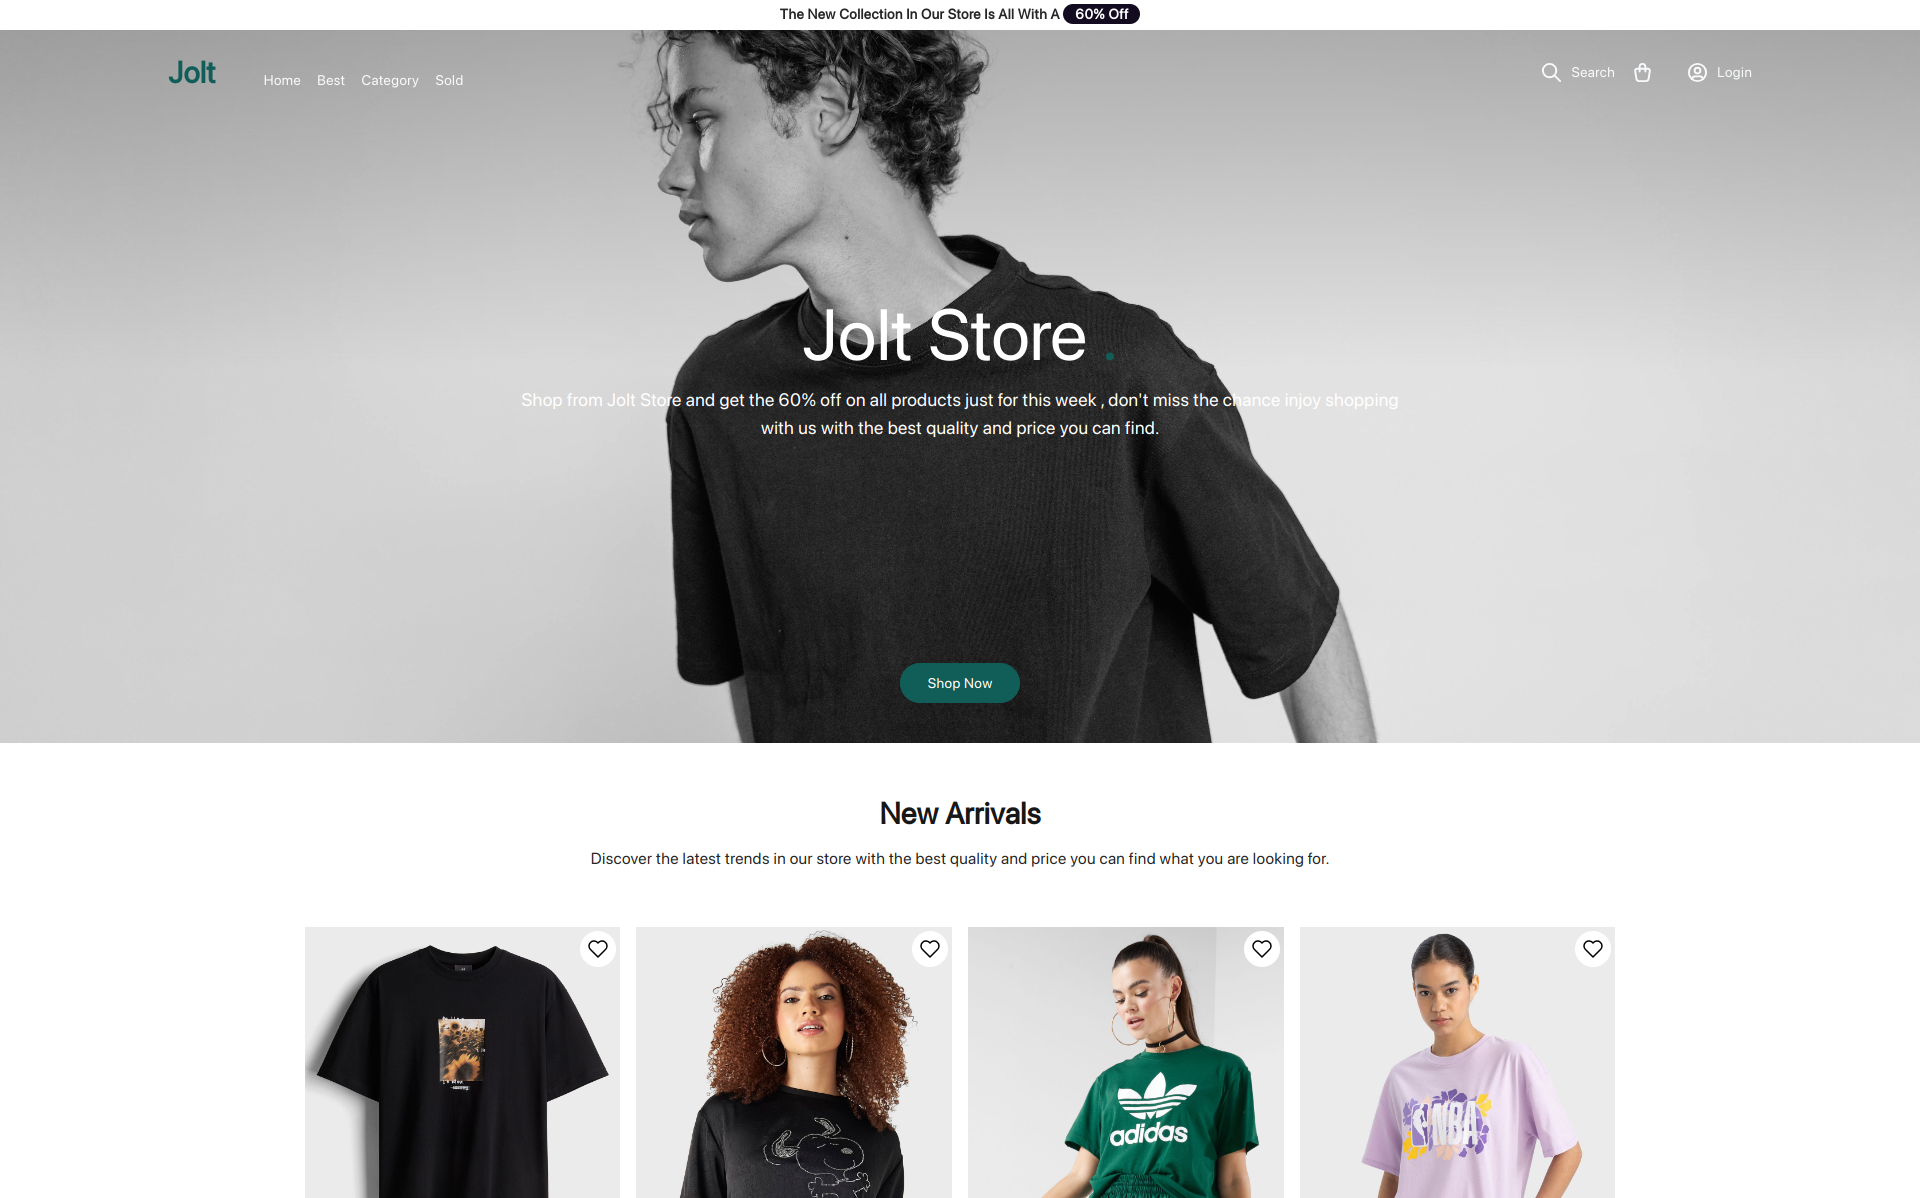 The New Collection In Our Store Is All With A 60% Off
Jolt
Home Best Category Sold
Search
Login
Jolt Store .
Shop from Jolt Store and get the 60% off on all products just for this week , don't miss the chance injoy shopping
with us with the best quality and price you can find.
Shop Now
New Arrivals
Discover the latest trends in our store with the best quality and price you can find what you are looking for.
adidas
NBA